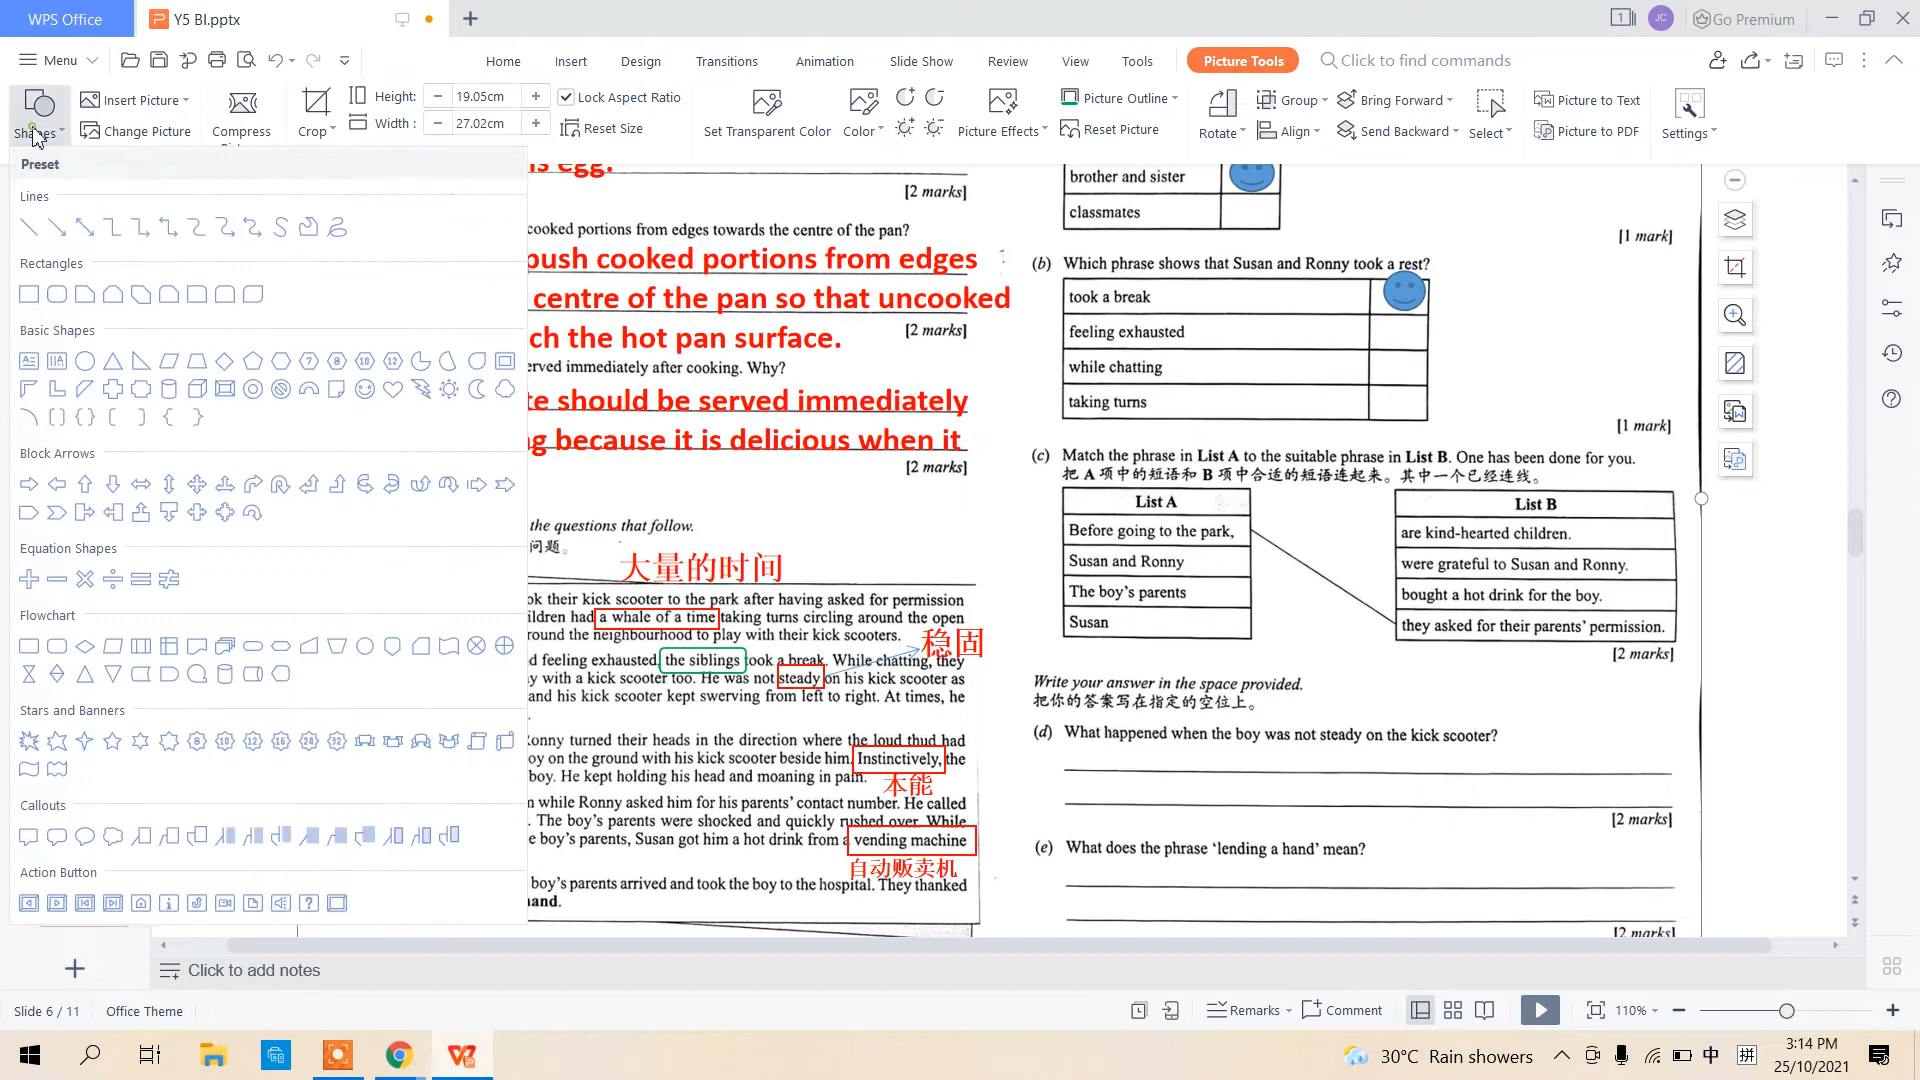 WPS Office
Y5 BI.pptx
JC
Go Premium
Menu
Home
Insert
Design
Transitions
Animation
Slide Show
Review
View
Tools
Picture Tools
Click to find commands
Shapes
Insert Picture
Change Picture
Compress
Crop
Height: 19.05cm
Width : 27.02cm
Lock Aspect Ratio
Reset Size
Set Transparent Color
Color
Picture Effects
Picture Outline
Reset Picture
Rotate
Group
Align
Bring Forward
Send Backward
Select
Picture to Text
Picture to PDF
Settings
Preset
Lines
Rectangles
Basic Shapes
Block Arrows
Equation Shapes
Flowchart
Stars and Banners
Callouts
Action Button
is egg.
[2 marks]
cooked portions from edges towards the centre of the pan?
push cooked portions from edges
centre of the pan so that uncooked
[2 marks]
ch the hot pan surface.
erved immediately after cooking. Why?
te should be served immediately
ng because it is delicious when it
[2 marks]
the questions that follow.
问题。
大量的时间
ok their kick scooter to the park after having asked for permission
ildren had a whale of a time taking turns circling around the open
round the neighbourhood to play with their kick scooters.
稳固
d feeling exhausted, the siblings took a break. While chatting, they
y with a kick scooter too. He was not steady on his kick scooter as
and his kick scooter kept swerving from left to right. At times, he
Ronny turned their heads in the direction where the loud thud had
oy on the ground with his kick scooter beside him. Instinctively, the
boy. He kept holding his head and moaning in pain.
本能
n while Ronny asked him for his parents' contact number. He called
. The boy's parents were shocked and quickly rushed over. While
e boy's parents, Susan got him a hot drink from a vending machine
自动贩卖机
boy's parents arrived and took the boy to the hospital. They thanked
hand.
brother and sister
classmates
[1 mark]
(b) Which phrase shows that Susan and Ronny took a rest?
took a break
feeling exhausted
while chatting
taking turns
[1 mark]
(c) Match the phrase in List A to the suitable phrase in List B. One has been done for you.
把 A 项中的短语和 B 项中合适的短语连起来。其中一个已经连线。
List A
Before going to the park,
Susan and Ronny
The boy's parents
Susan
List B
are kind-hearted children.
were grateful to Susan and Ronny.
bought a hot drink for the boy.
they asked for their parents' permission.
[2 marks]
Write your answer in the space provided.
把你的答案写在指定的空位上。
(d) What happened when the boy was not steady on the kick scooter?
[2 marks]
(e) What does the phrase 'lending a hand' mean?
[2 marks]
Click to add notes
Slide 6 / 11
Office Theme
Remarks
Comment
110%
30°C Rain showers
中
拼
3:14 PM
25/10/2021